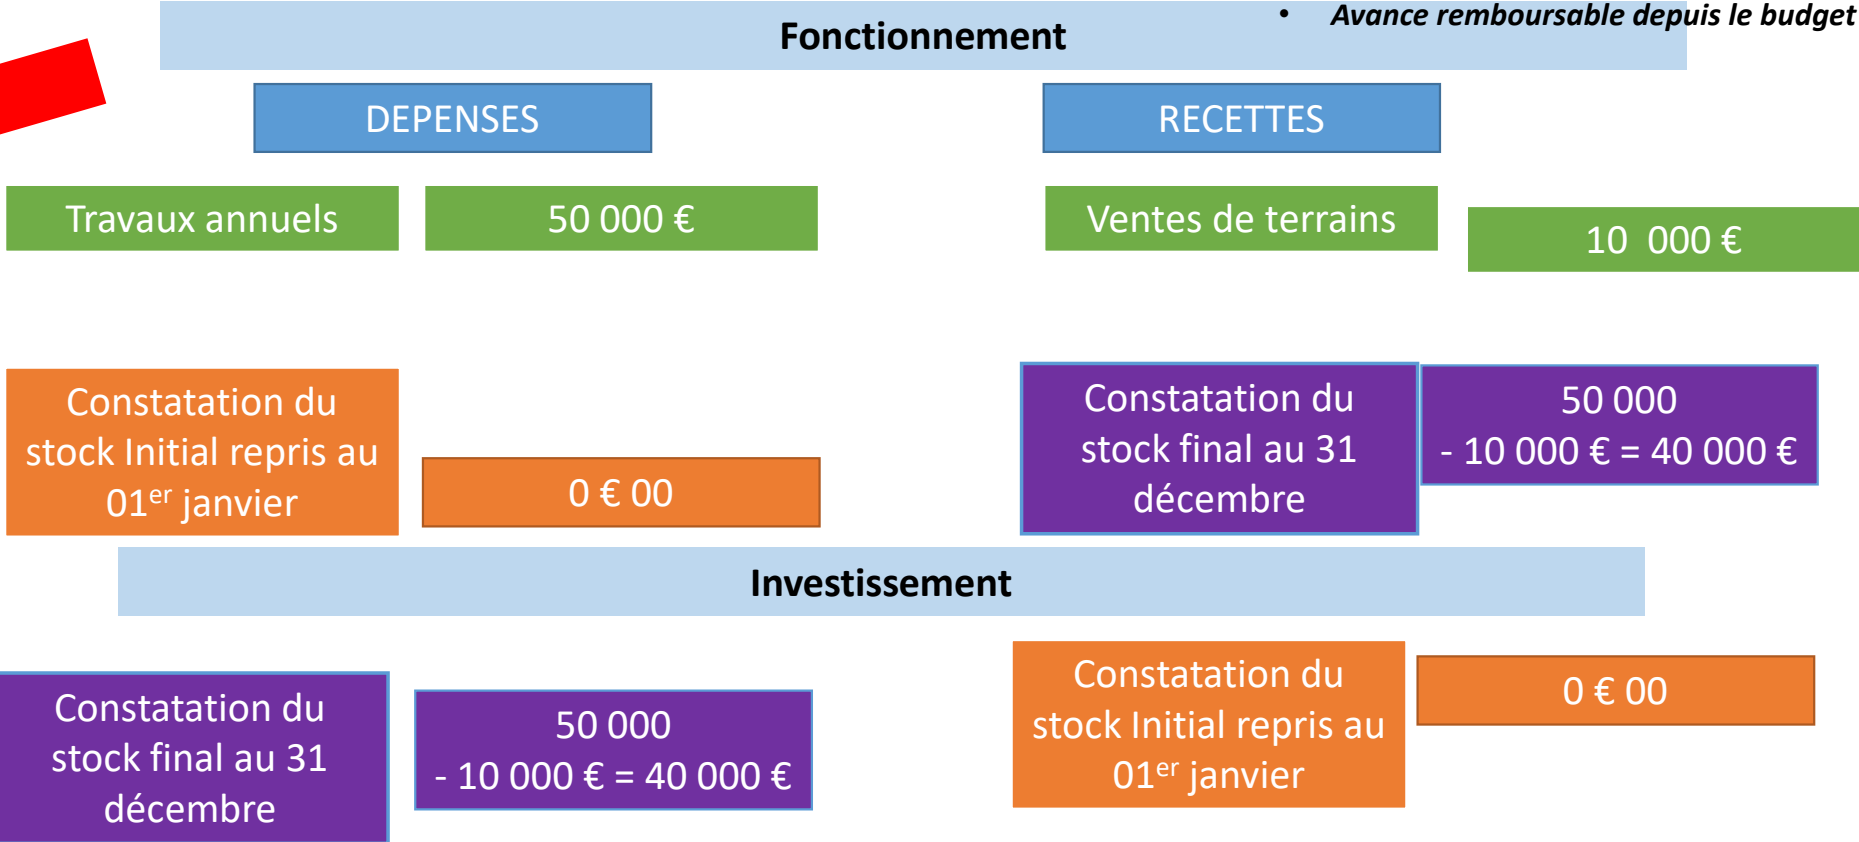 • Avance remboursable depuis le budget
Fonctionnement
DEPENSES
RECETTES
Travaux annuels
50 000 €
Ventes de terrains
10 000 €
Constatation du
stock Initial repris au
01er janvier
0 € 00
Constatation du
stock final au 31
décembre
50 000
- 10 000 € = 40 000 €
Investissement
Constatation du
stock final au 31
décembre
50 000
- 10 000 € = 40 000 €
Constatation du
stock Initial repris au
01er janvier
0 € 00